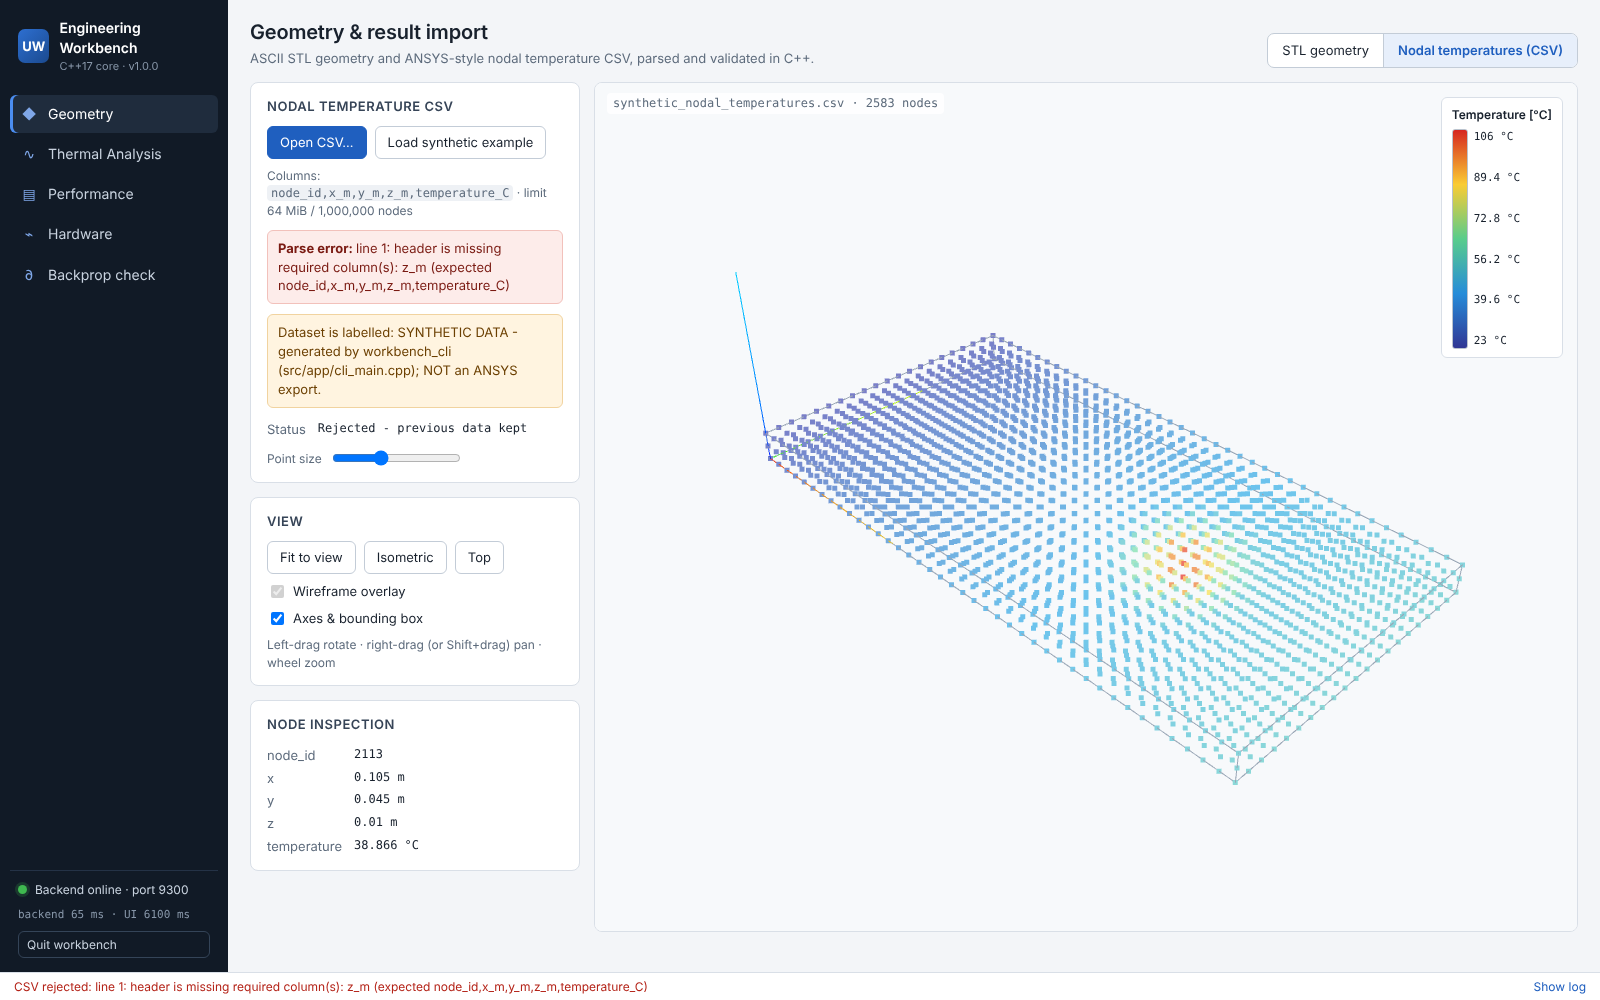 UW
Engineering
Workbench
C++17 core · v1.0.0
Geometry
Thermal Analysis
Performance
Hardware
Backprop check
Backend online · port 9300
backend 65 ms · UI 6100 ms
Quit workbench
Geometry & result import
ASCII STL geometry and ANSYS-style nodal temperature CSV, parsed and validated in C++.
STL geometry
Nodal temperatures (CSV)
NODAL TEMPERATURE CSV
Open CSV...
Load synthetic example
Columns:
node_id,x_m,y_m,z_m,temperature_C · limit
64 MiB / 1,000,000 nodes
Parse error: line 1: header is missing
required column(s): z_m (expected
node_id,x_m,y_m,z_m,temperature_C)
Dataset is labelled: SYNTHETIC DATA -
generated by workbench_cli
(src/app/cli_main.cpp); NOT an ANSYS
export.
Status Rejected - previous data kept
Point size
VIEW
Fit to view
Isometric
Top
Wireframe overlay
Axes & bounding box
Left-drag rotate · right-drag (or Shift+drag) pan ·
wheel zoom
NODE INSPECTION
node_id 2113
x 0.105 m
y 0.045 m
z 0.01 m
temperature 38.866 °C
synthetic_nodal_temperatures.csv · 2583 nodes
Temperature [°C]
106 °C
89.4 °C
72.8 °C
56.2 °C
39.6 °C
23 °C
CSV rejected: line 1: header is missing required column(s): z_m (expected node_id,x_m,y_m,z_m,temperature_C)
Show log